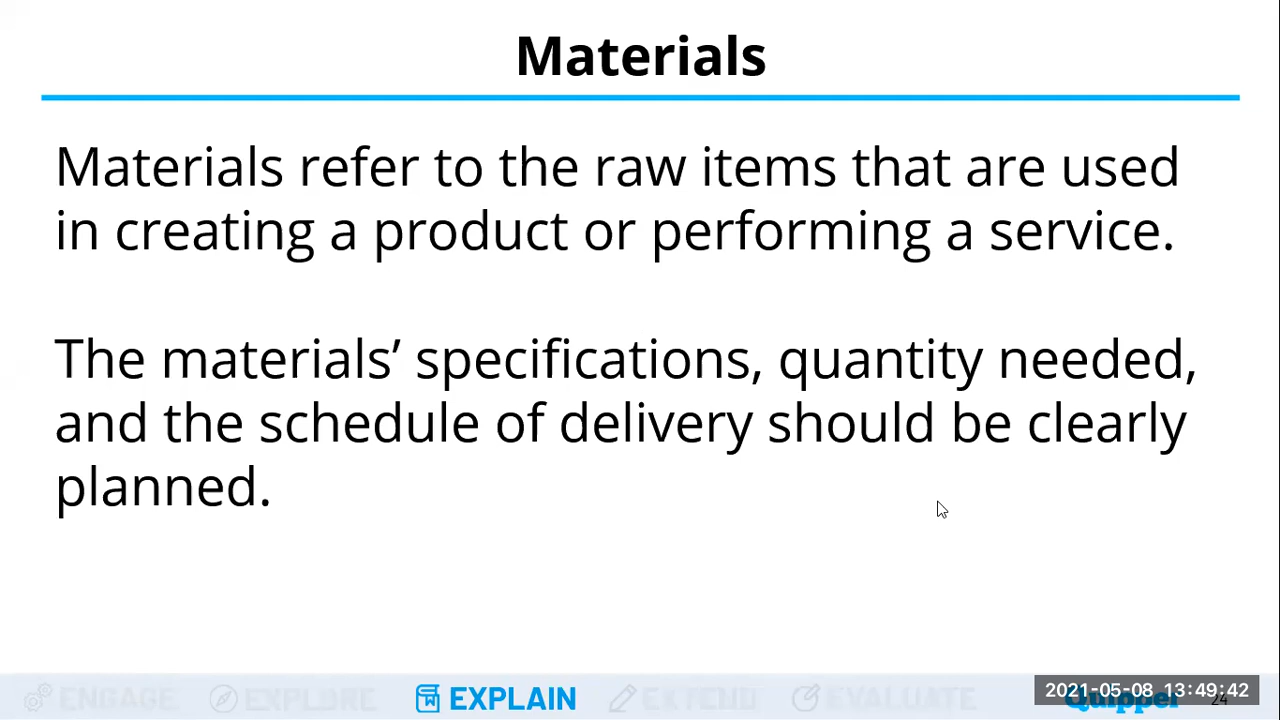 Materials
Materials refer to the raw items that are used
in creating a product or performing a service.
The materials’ specifications, quantity needed,
and the schedule of delivery should be clearly
planned.
ENGAGE EXPLORE EXPLAIN EXTEND EVALUATE Quipper 24
2021-05-08 13:49:42